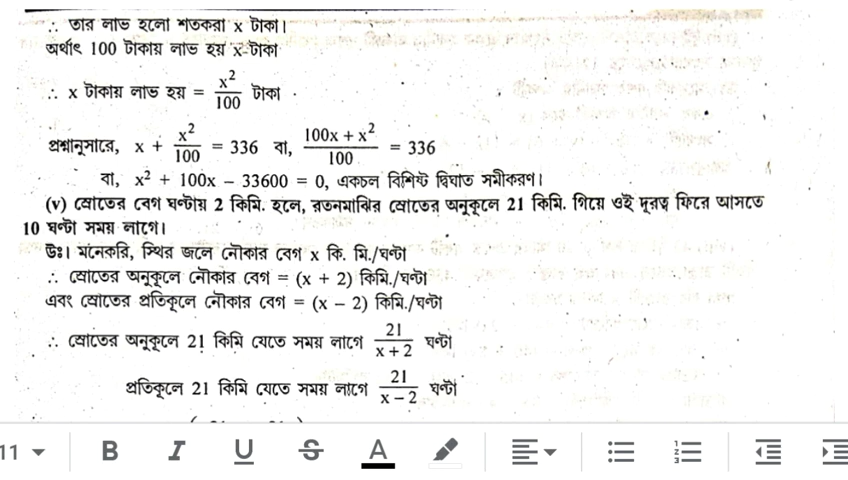 ∴ তার লাভ হলো শতকরা x টাকা।
অর্থাৎ 100 টাকায় লাভ হয় x টাকা
∴ x টাকায় লাভ হয় = x²/100 টাকা
প্রশ্নানুসারে, x + x²/100 = 336 বা, (100x + x²)/100 = 336
বা, x² + 100x – 33600 = 0, একচল বিশিষ্ট দ্বিঘাত সমীকরণ।
(v) স্রোতের বেগ ঘণ্টায় 2 কিমি. হলে, রতনমাঝির স্রোতের অনুকূলে 21 কিমি. গিয়ে ওই দূরত্ব ফিরে আসতে
10 ঘণ্টা সময় লাগে।
উঃ। মনেকরি, স্থির জলে নৌকার বেগ x কি. মি./ঘণ্টা
∴ স্রোতের অনুকূলে নৌকার বেগ = (x + 2) কিমি./ঘণ্টা
এবং স্রোতের প্রতিকূলে নৌকার বেগ = (x – 2) কিমি./ঘণ্টা
∴ স্রোতের অনুকূলে 21 কিমি যেতে সময় লাগে 21/(x + 2) ঘণ্টা
প্রতিকূলে 21 কিমি যেতে সময় লাগে 21/(x – 2) ঘণ্টা
11 B I U S A